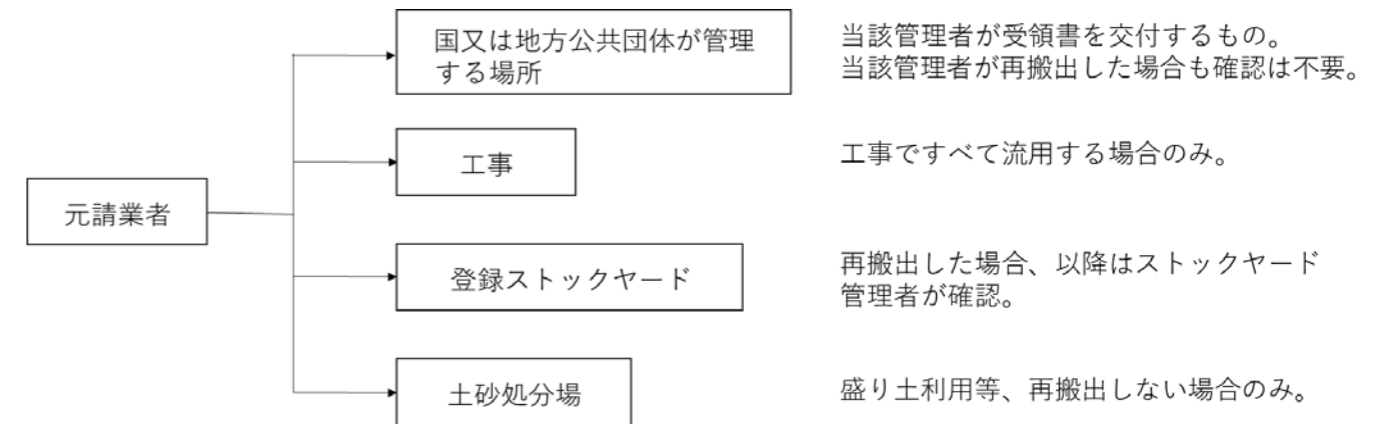 国又は地方公共団体が管理
する場所
当該管理者が受領書を交付するもの。
当該管理者が再搬出した場合も確認は不要。
工事
工事ですべて流用する場合のみ。
元請業者
登録ストックヤード
再搬出した場合、以降はストックヤード
管理者が確認。
土砂処分場
盛り土利用等、再搬出しない場合のみ。